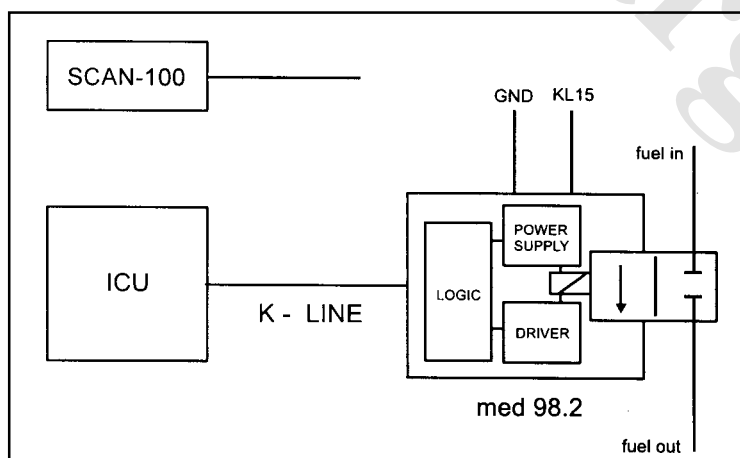 SCAN-100
GND KL15
fuel in
POWER
SUPPLY
ICU
LOGIC
K - LINE
DRIVER
med 98.2
fuel out